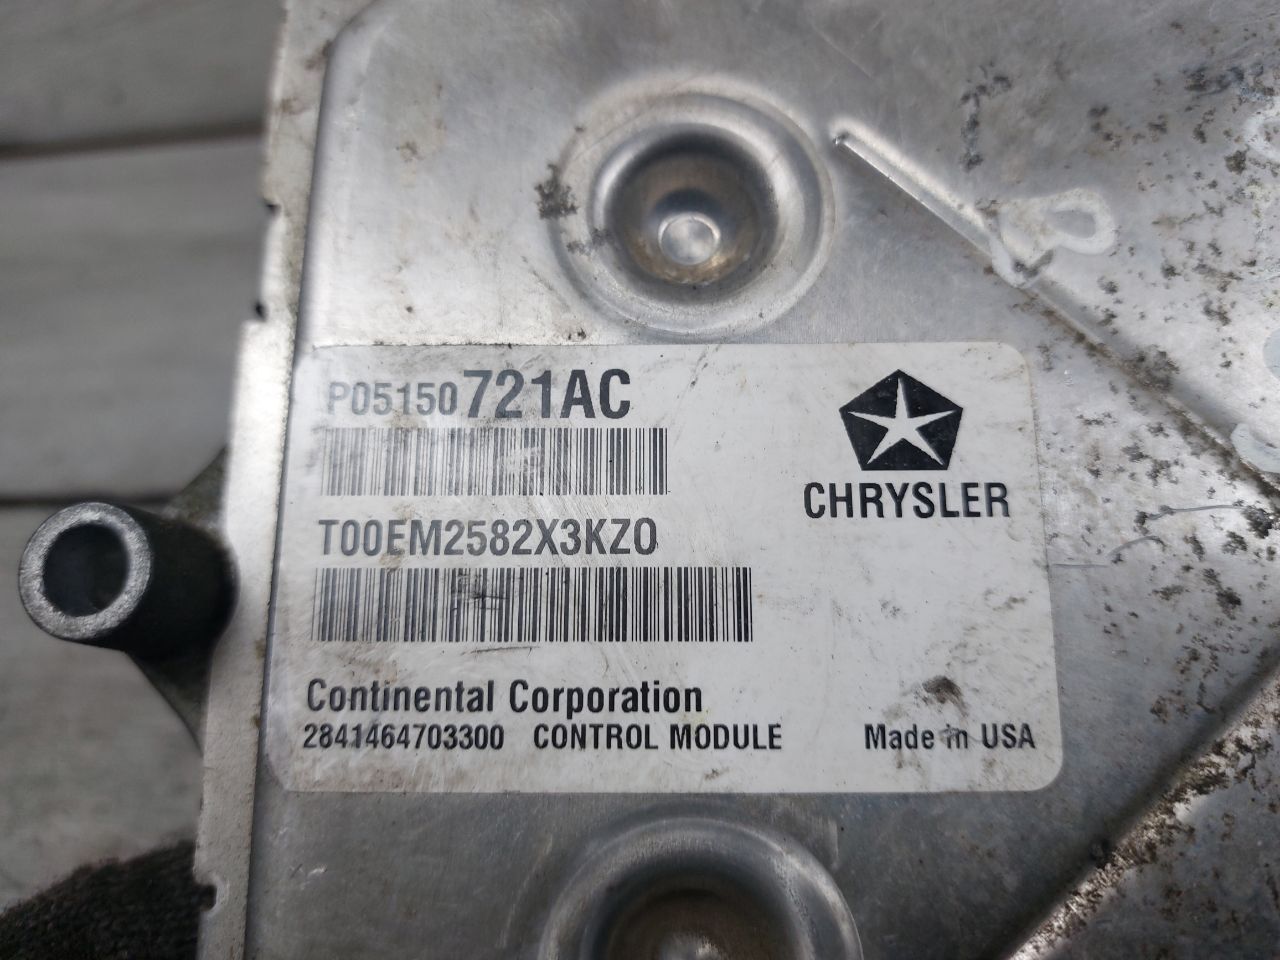 P05150721AC
CHRYSLER
T00EM2582X3KZ0
Continental Corporation
2841464703300 CONTROL MODULE Made in USA